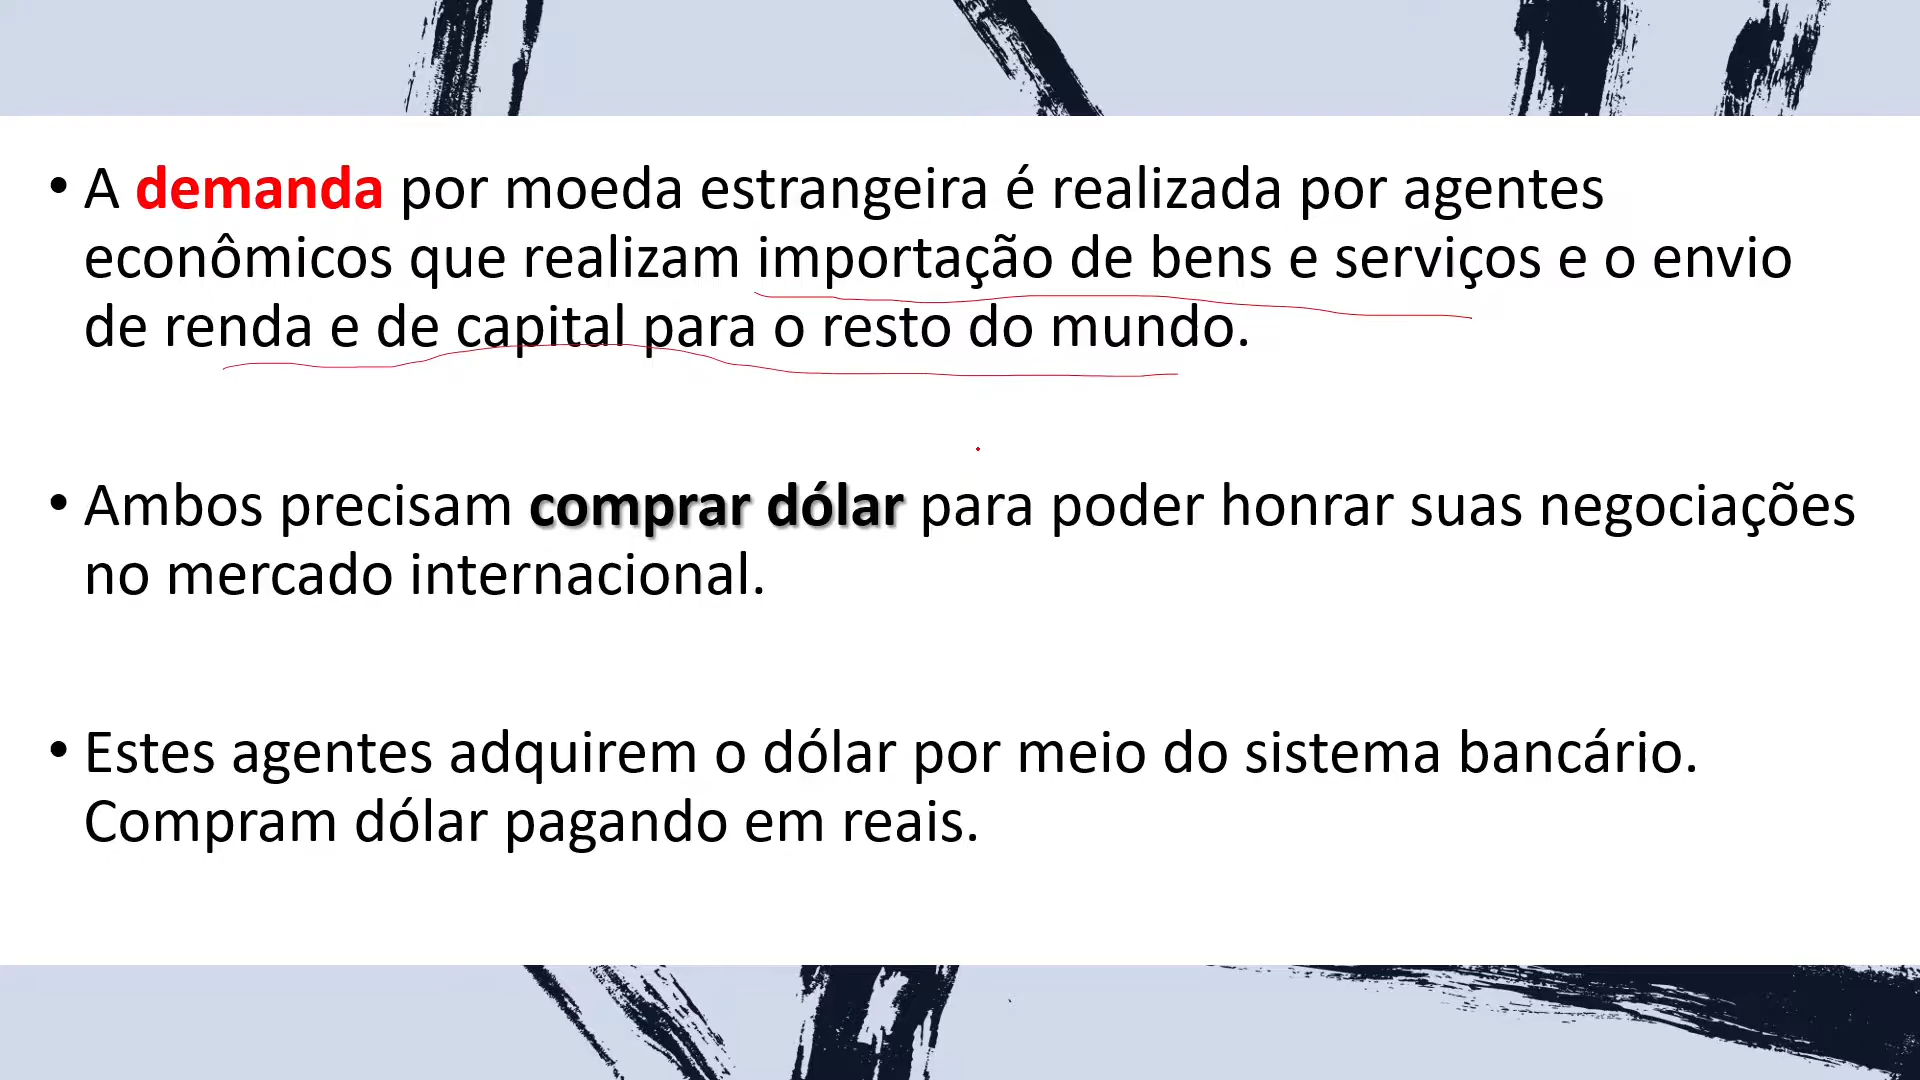 • A demanda por moeda estrangeira é realizada por agentes
econômicos que realizam importação de bens e serviços e o envio
de renda e de capital para o resto do mundo.
• Ambos precisam comprar dólar para poder honrar suas negociações
no mercado internacional.
• Estes agentes adquirem o dólar por meio do sistema bancário.
Compram dólar pagando em reais.